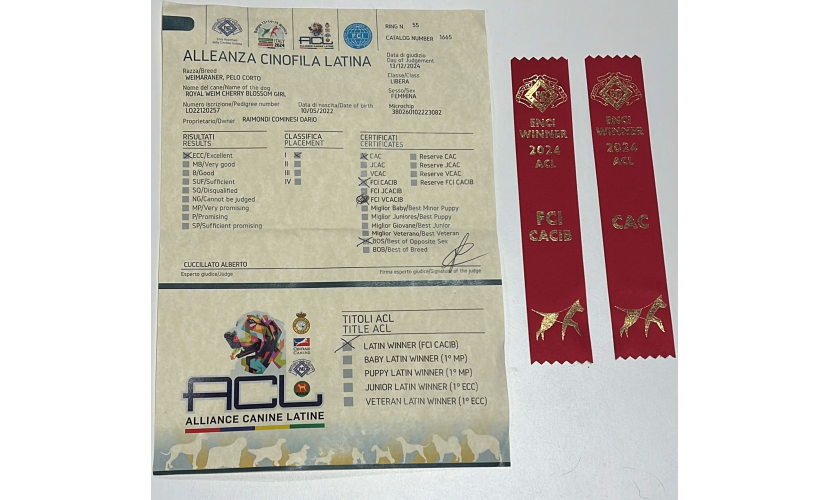 RING N. 55
CATALOG NUMBER 1665
ACL
FCI
ALLEANZA CINOFILA LATINA
Data di giudizio
Day of Judgement
13/12/2024
Razza/Breed
WEIMARANER, PELO CORTO
Classe/Class
LIBERA
Nome del cane/Name of the dog
ROYAL WEIM CHERRY BLOSSOM GIRL
Sesso/Sex
FEMMINA
Numero iscrizione/Pedigree number
LO22120257
Data di nascita/Date of birth
10/05/2022
Microchip
380260102223082
Proprietario/Owner RAIMONDI COMINESI DARIO
RISULTATI
RESULTS
CLASSIFICA
PLACEMENT
CERTIFICATI
CERTIFICATES
ECC/Excellent
MB/Very good
B/Good
SUF/Sufficient
SQ/Disqualified
NG/Cannot be judged
MP/Very promising
P/Promising
SP/Sufficient promising
I
II
III
IV
CAC
JCAC
VCAC
FCI CACIB
FCI JCACIB
FCI VCACIB
Miglior Baby/Best Minor Puppy
Miglior Juniores/Best Puppy
Miglior Giovane/Best Junior
Miglior Veterano/Best Veteran
BOS/Best of Opposite Sex
BOB/Best of Breed
Reserve CAC
Reserve JCAC
Reserve VCAC
Reserve FCI CACIB
CUCCILLATO ALBERTO
Esperto giudice/Judge
Firma esperto giudice/Signature of the judge
TITOLI ACL
TITLE ACL
LATIN WINNER (FCI CACIB)
BABY LATIN WINNER (1º MP)
PUPPY LATIN WINNER (1º MP)
JUNIOR LATIN WINNER (1º ECC)
VETERAN LATIN WINNER (1º ECC)
ACL
ALLIANCE CANINE LATINE
ENCI
WINNER
2024
ACL
FCI
CACIB
ENCI
WINNER
2024
ACL
CAC